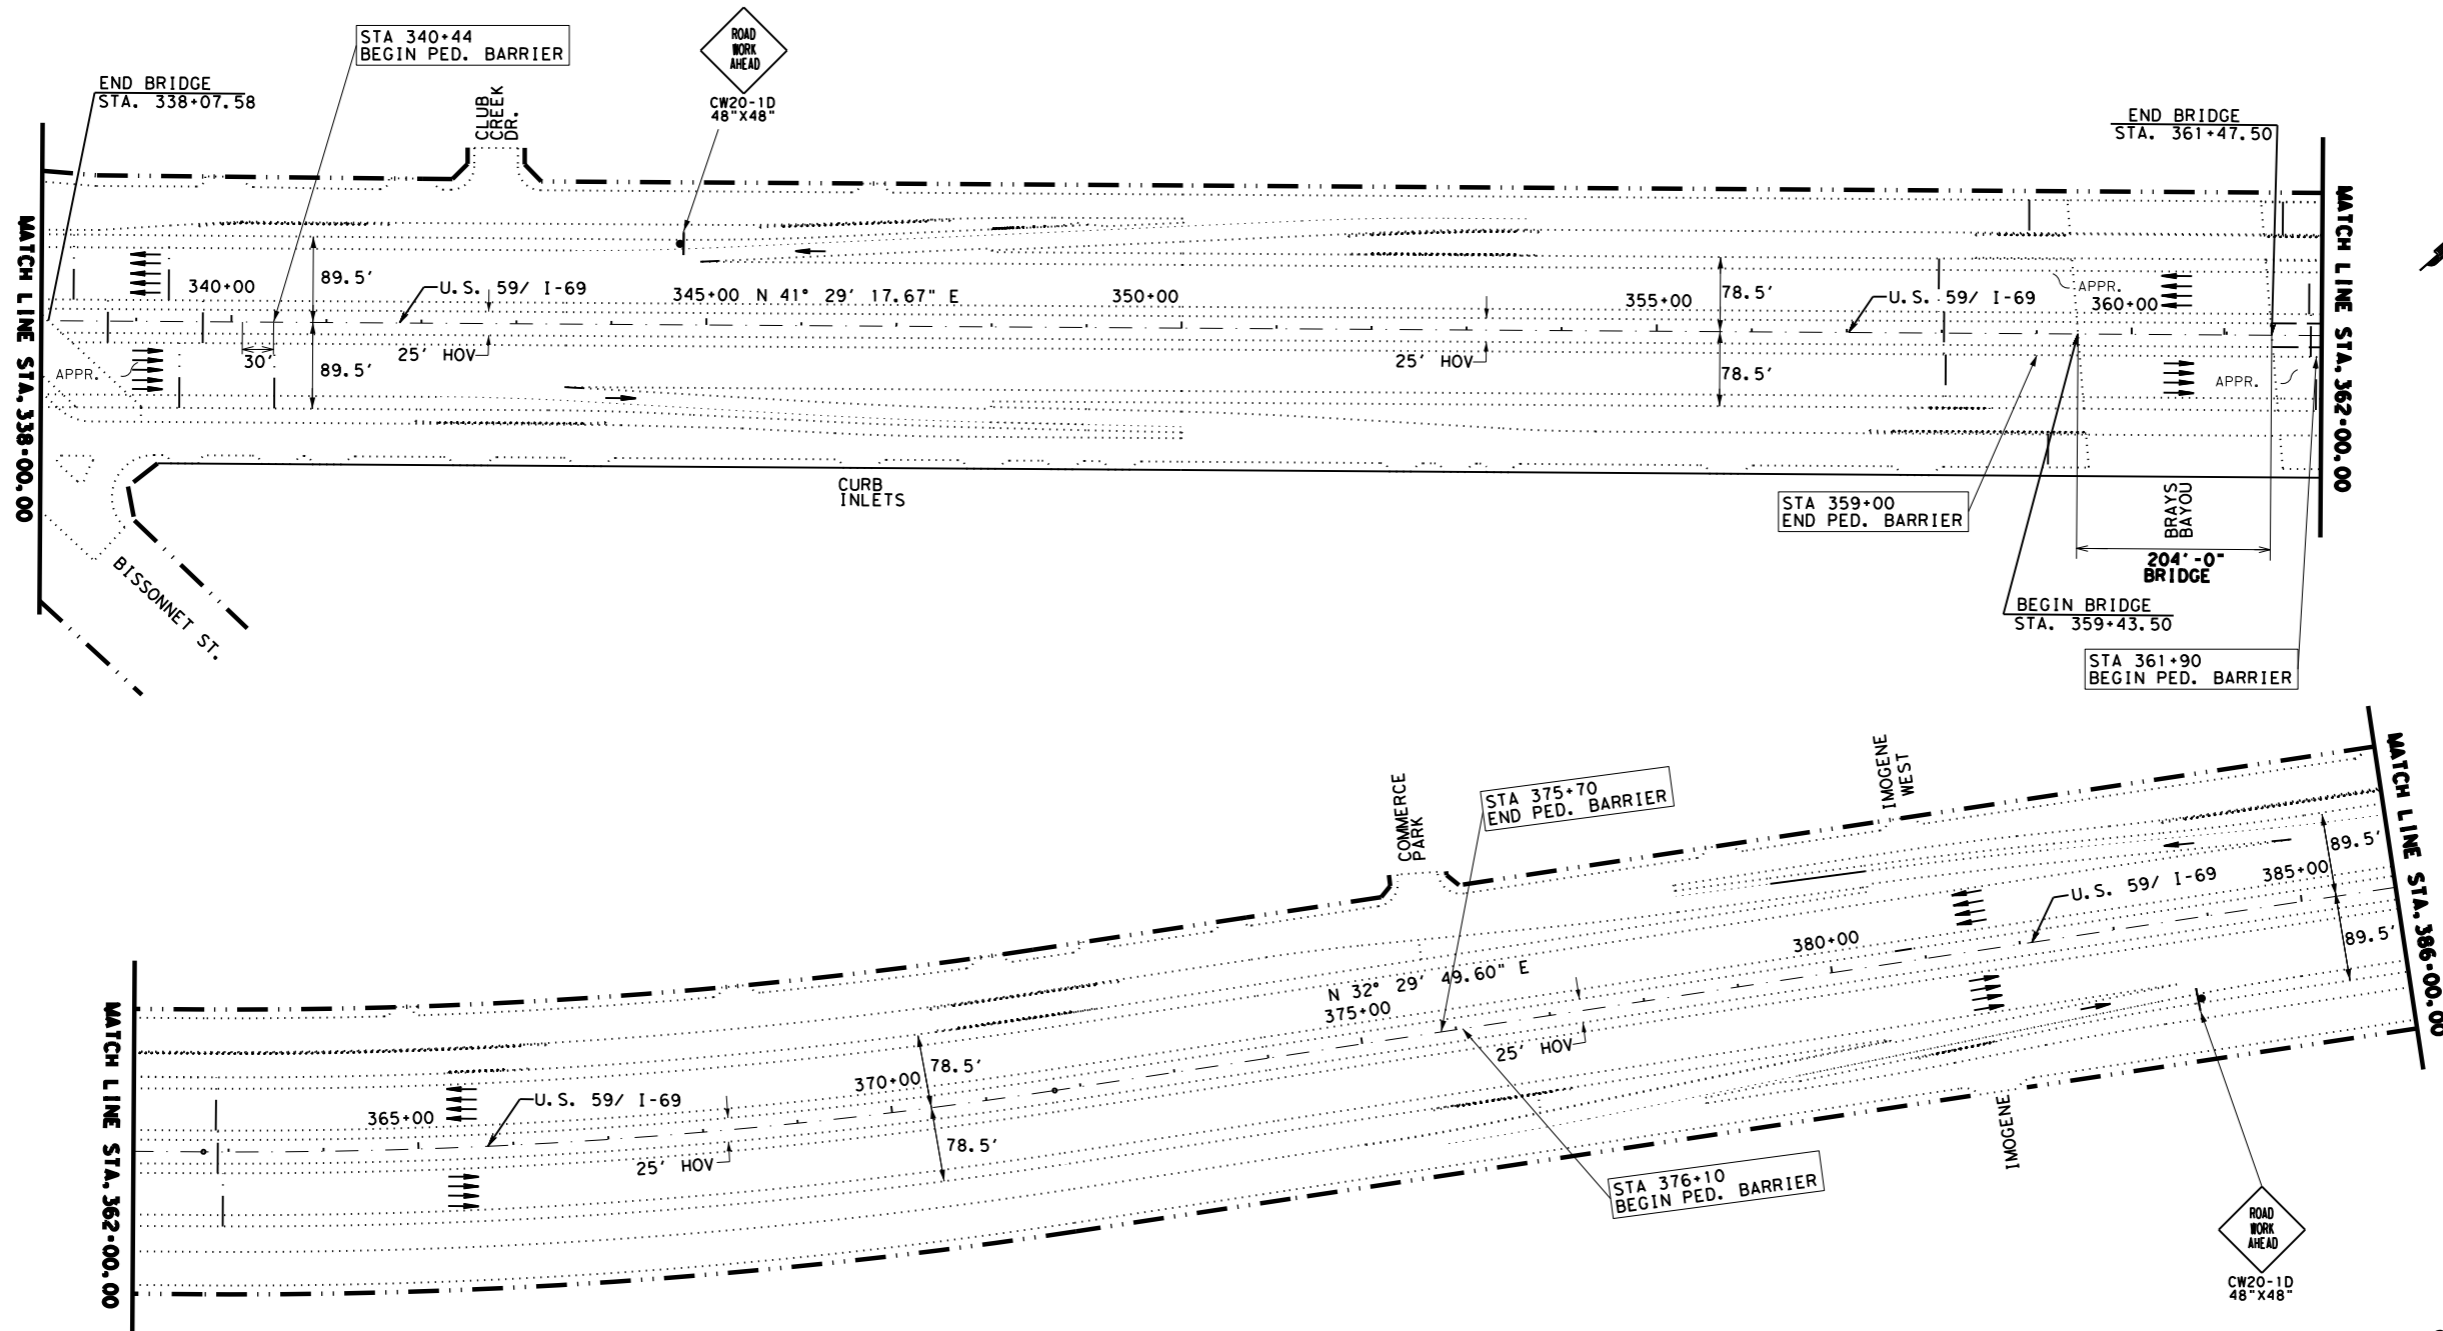 STA 340+44
BEGIN PED. BARRIER
ROAD
WORK
AHEAD
CW20-1D
48"X48"
END BRIDGE
STA. 338+07.58
CLUB
CREEK
DR.
END BRIDGE
STA. 361+47.50
MATCH LINE STA. 338+00.00
340+00
89.5'
U.S. 59/ I-69
345+00
N 41° 29' 17.67" E
350+00
355+00
78.5'
U.S. 59/ I-69
APPR.
360+00
MATCH LINE STA. 362+00.00
APPR.
30'
89.5'
25' HOV
25' HOV
78.5'
APPR.
CURB
INLETS
STA 359+00
END PED. BARRIER
BRAYS
BAYOU
204'-0"
BRIDGE
BISSONNET ST.
BEGIN BRIDGE
STA. 359+43.50
STA 361+90
BEGIN PED. BARRIER
IMOGENE
WEST
MATCH LINE STA. 386+00.00
COMMERCE
PARK
STA 375+70
END PED. BARRIER
89.5'
385+00
U.S. 59/ I-69
89.5'
380+00
N 32° 29' 49.60" E
375+00
25' HOV
MATCH LINE STA. 362+00.00
365+00
U.S. 59/ I-69
370+00
78.5'
78.5'
25' HOV
IMOGENE
STA 376+10
BEGIN PED. BARRIER
ROAD
WORK
AHEAD
CW20-1D
48"X48"